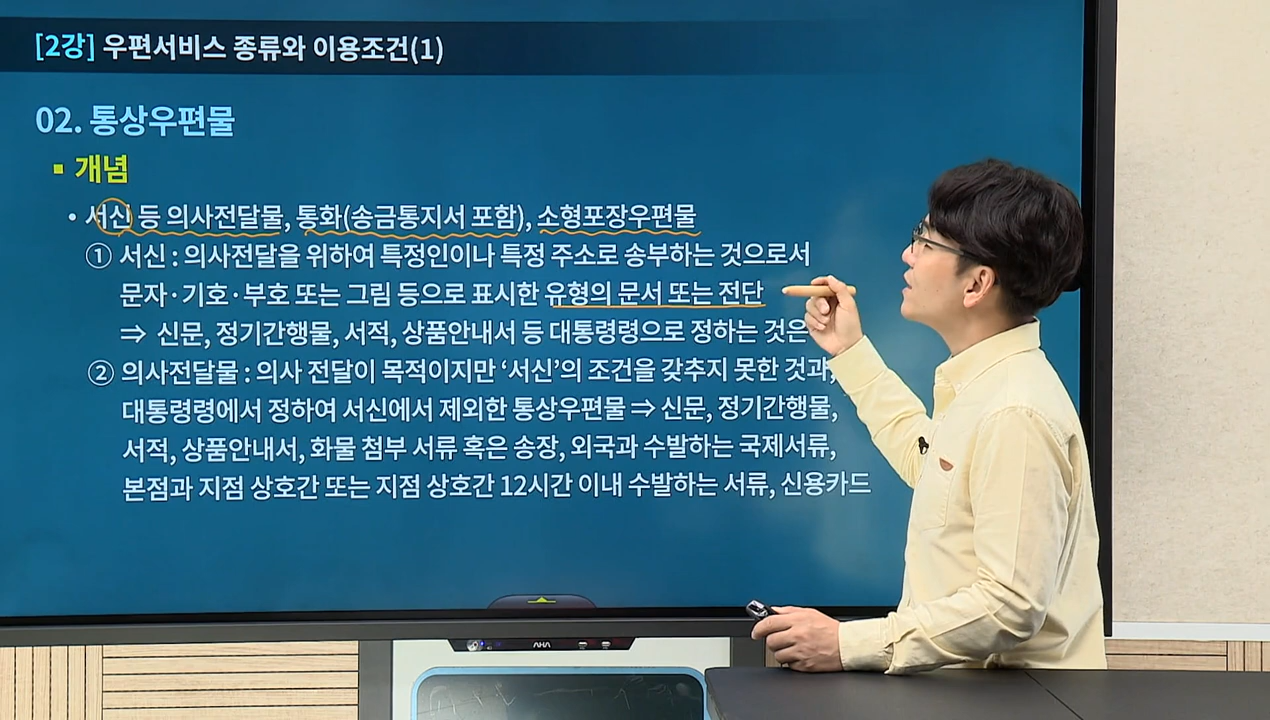 [2강] 우편서비스 종류와 이용조건(1)
02. 통상우편물
▪ 개념
• 서신 등 의사전달물, 통화(송금통지서 포함), 소형포장우편물
① 서신 : 의사전달을 위하여 특정인이나 특정 주소로 송부하는 것으로서
문자·기호·부호 또는 그림 등으로 표시한 유형의 문서 또는 전단
⇒ 신문, 정기간행물, 서적, 상품안내서 등 대통령령으로 정하는 것은
② 의사전달물 : 의사 전달이 목적이지만 ‘서신’의 조건을 갖추지 못한 것과,
대통령령에서 정하여 서신에서 제외한 통상우편물 ⇒ 신문, 정기간행물,
서적, 상품안내서, 화물 첨부 서류 혹은 송장, 외국과 수발하는 국제서류,
본점과 지점 상호간 또는 지점 상호간 12시간 이내 수발하는 서류, 신용카드
AHA